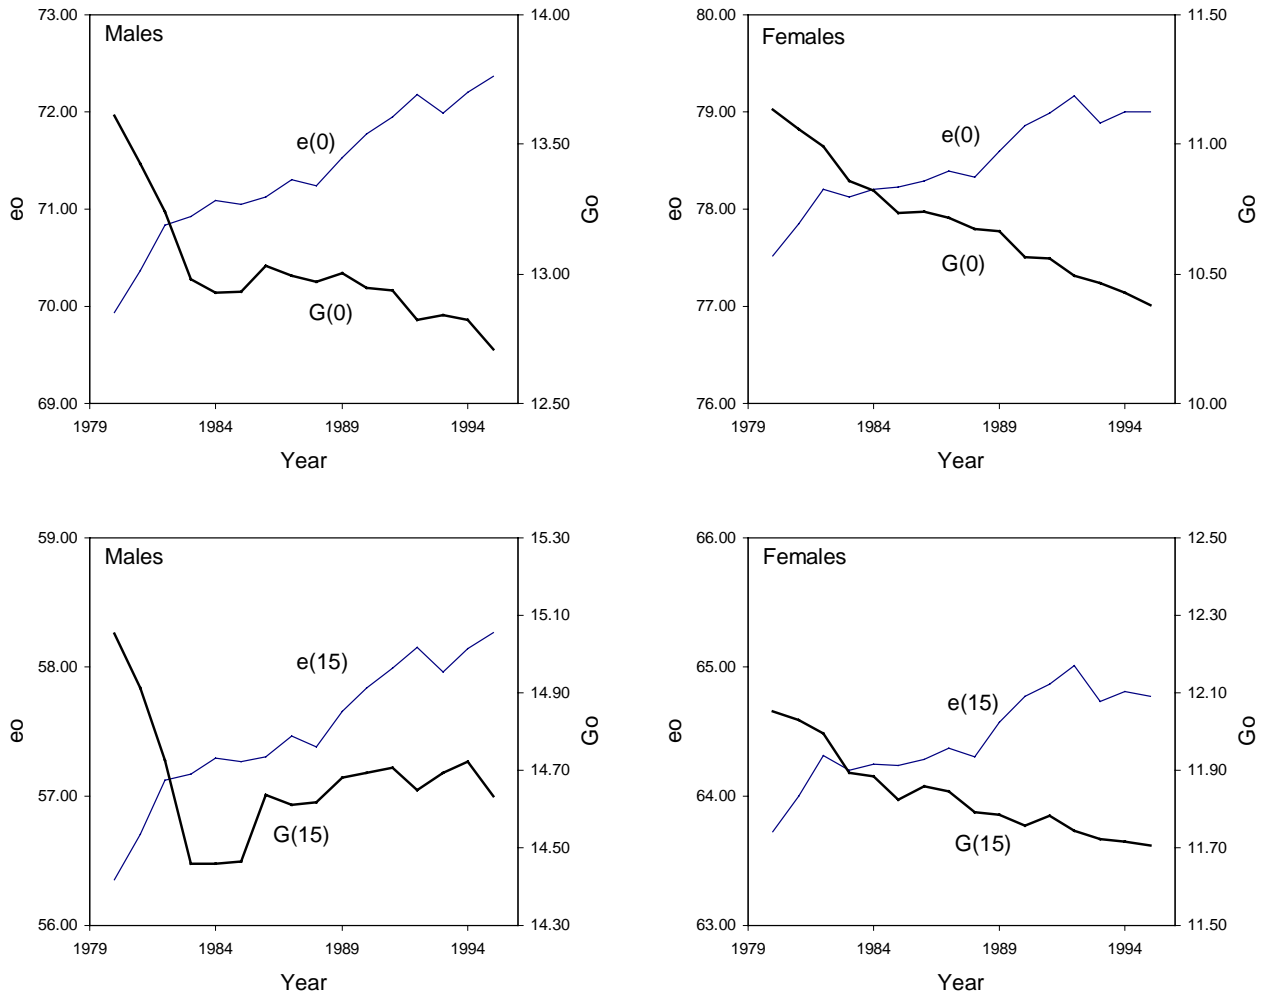 73.00
72.00
71.00
70.00
69.00
eo
Males
e(0)
G(0)
14.00
13.50
13.00
12.50
Go
1979
1984
1989
1994
Year
80.00
79.00
78.00
77.00
76.00
eo
Females
e(0)
G(0)
11.50
11.00
10.50
10.00
Go
1979
1984
1989
1994
Year
59.00
58.00
57.00
56.00
eo
Males
e(15)
G(15)
15.30
15.10
14.90
14.70
14.50
14.30
Go
1979
1984
1989
1994
Year
66.00
65.00
64.00
63.00
eo
Females
e(15)
G(15)
12.50
12.30
12.10
11.90
11.70
11.50
Go
1979
1984
1989
1994
Year